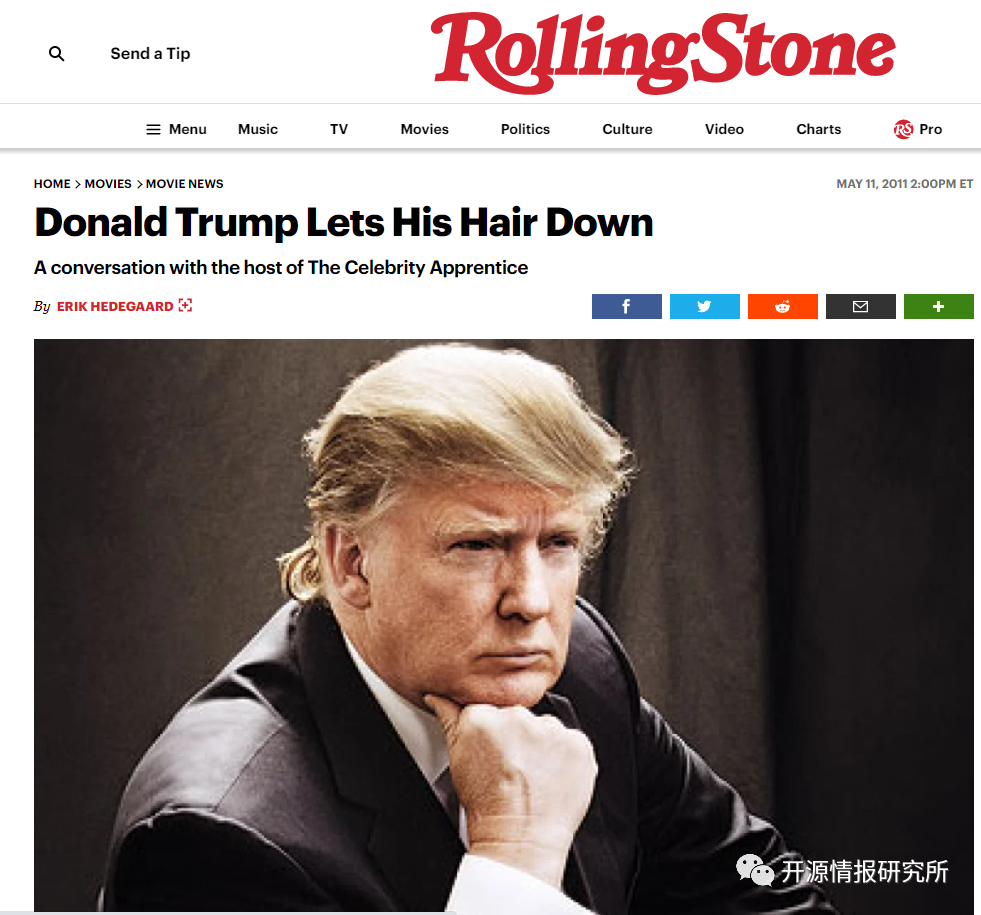 Send a Tip
RollingStone
Menu Music TV Movies Politics Culture Video Charts RS Pro
HOME > MOVIES > MOVIE NEWS
MAY 11, 2011 2:00PM ET
Donald Trump Lets His Hair Down
A conversation with the host of The Celebrity Apprentice
By ERIK HEDEGAARD
f
开源情报研究所